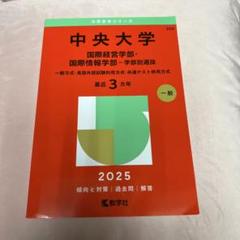 大学赤本シリーズ
中央大学
国際経営学部・
国際情報学部－学部別選抜
一般方式・英語外部試験利用方式・共通テスト併用方式
最近3カ年
一般
2025
傾向と対策｜過去問｜解答
教学社